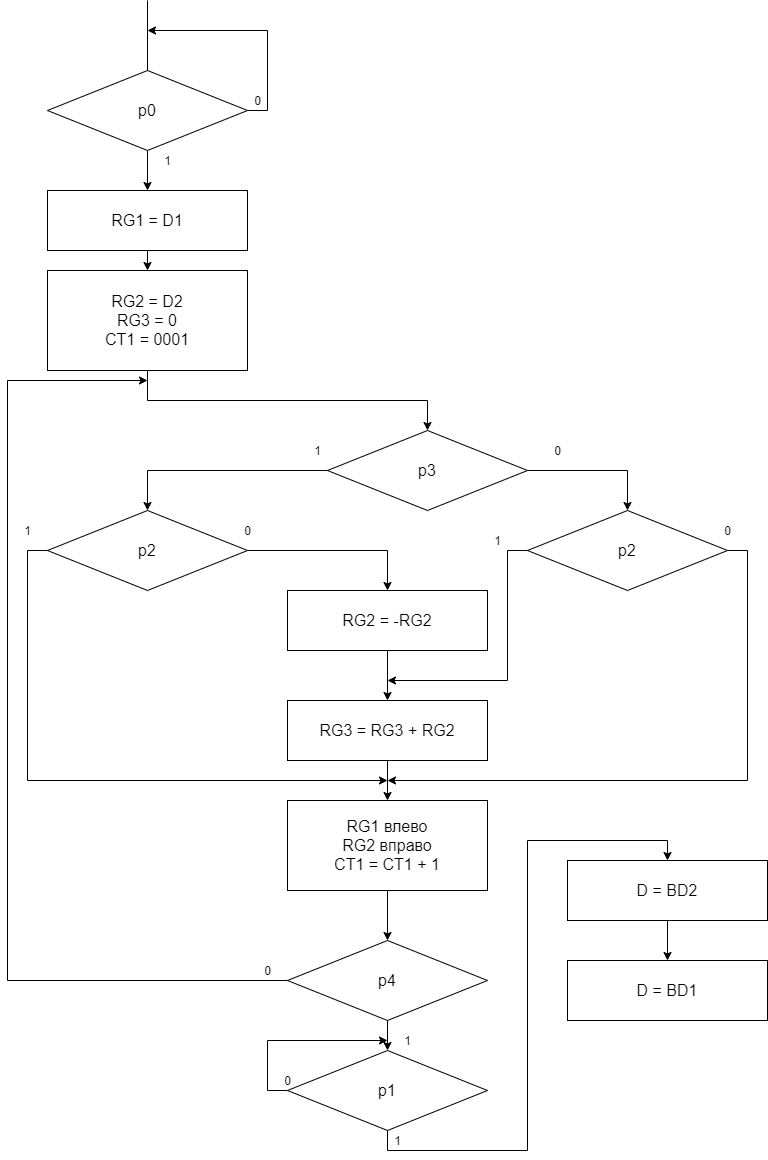 p0
0
1
RG1 = D1
RG2 = D2
RG3 = 0
CT1 = 0001
1
p3
0
1
p2
0
1
p2
0
RG2 = -RG2
RG3 = RG3 + RG2
RG1 влево
RG2 вправо
CT1 = CT1 + 1
D = BD2
0
p4
D = BD1
1
0
p1
1